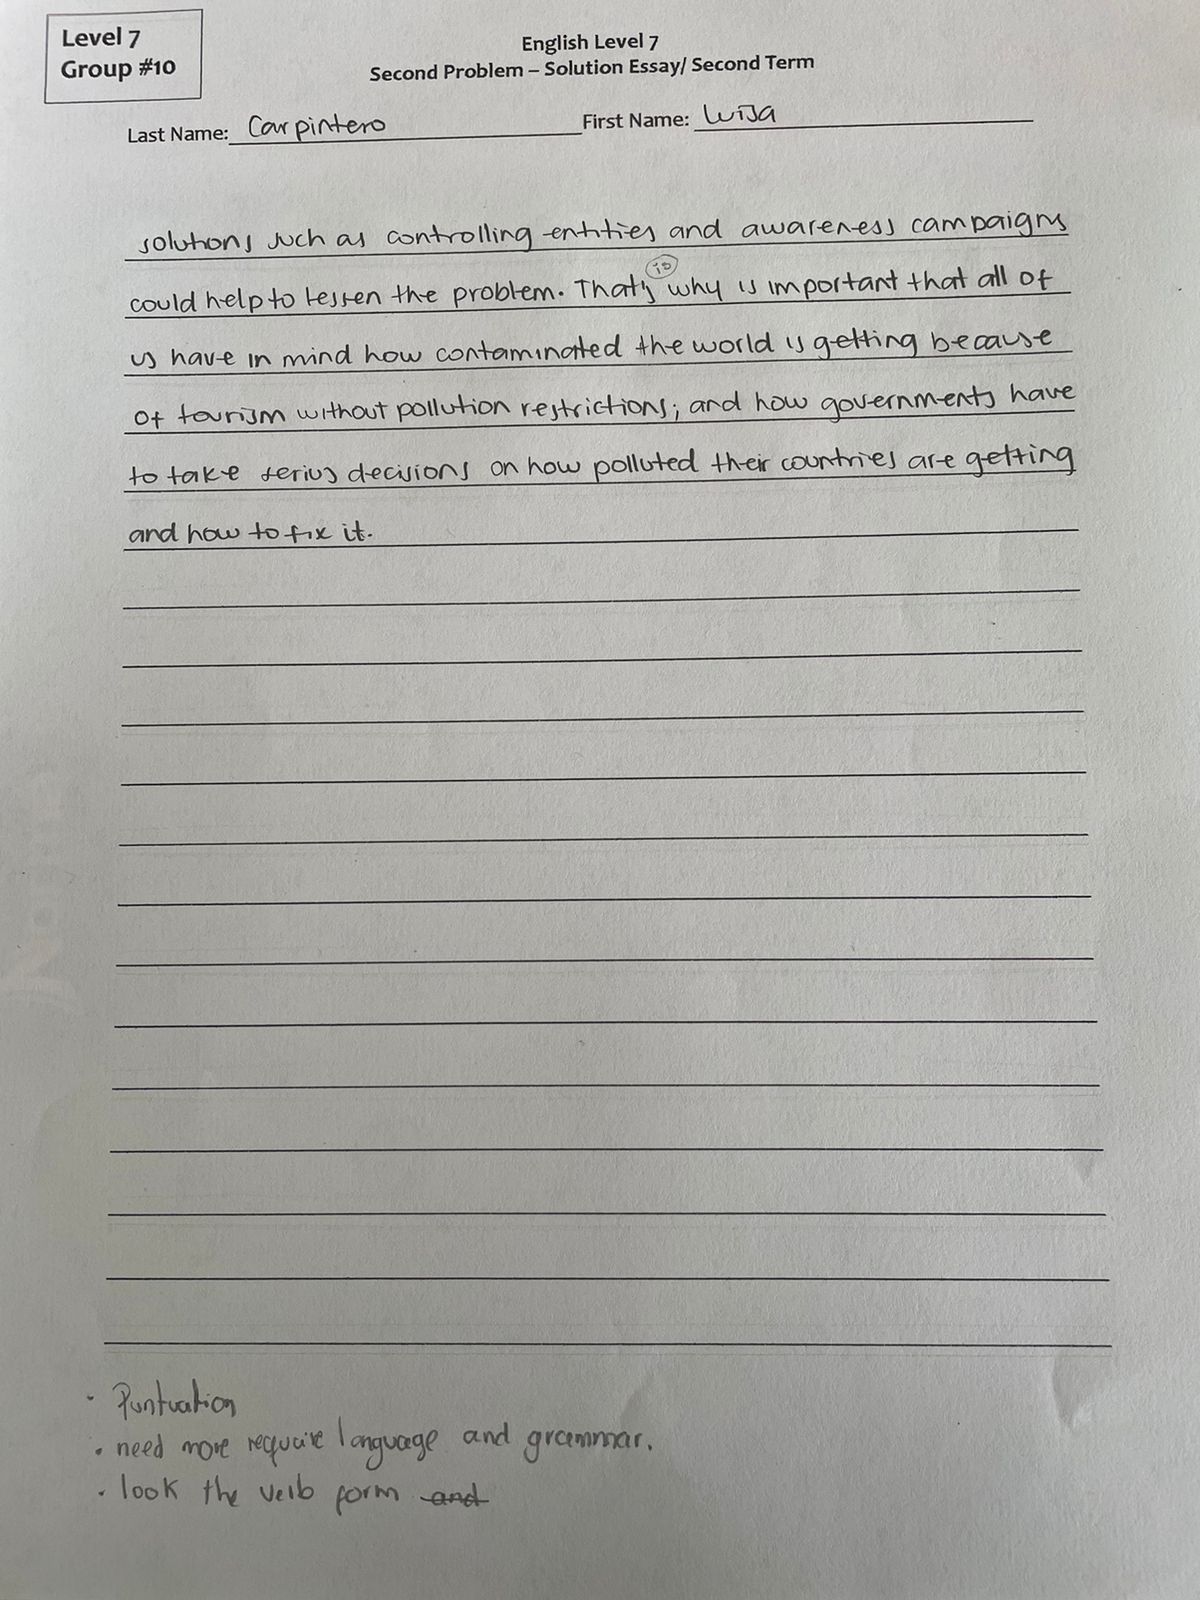 Level 7
Group #10
English Level 7
Second Problem – Solution Essay/ Second Term
Last Name: Carpintero First Name: Luisa
solutions such as controlling entities and awareness campaigns
is
could help to lessen the problem. That's why is important that all of
us have in mind how contaminated the world is getting because
of tourism without pollution restrictions; and how governments have
to take serius decisions on how polluted their countries are getting
and how to fix it.
· Puntuation
· need more requaire language and grammar.
· look the verb form and